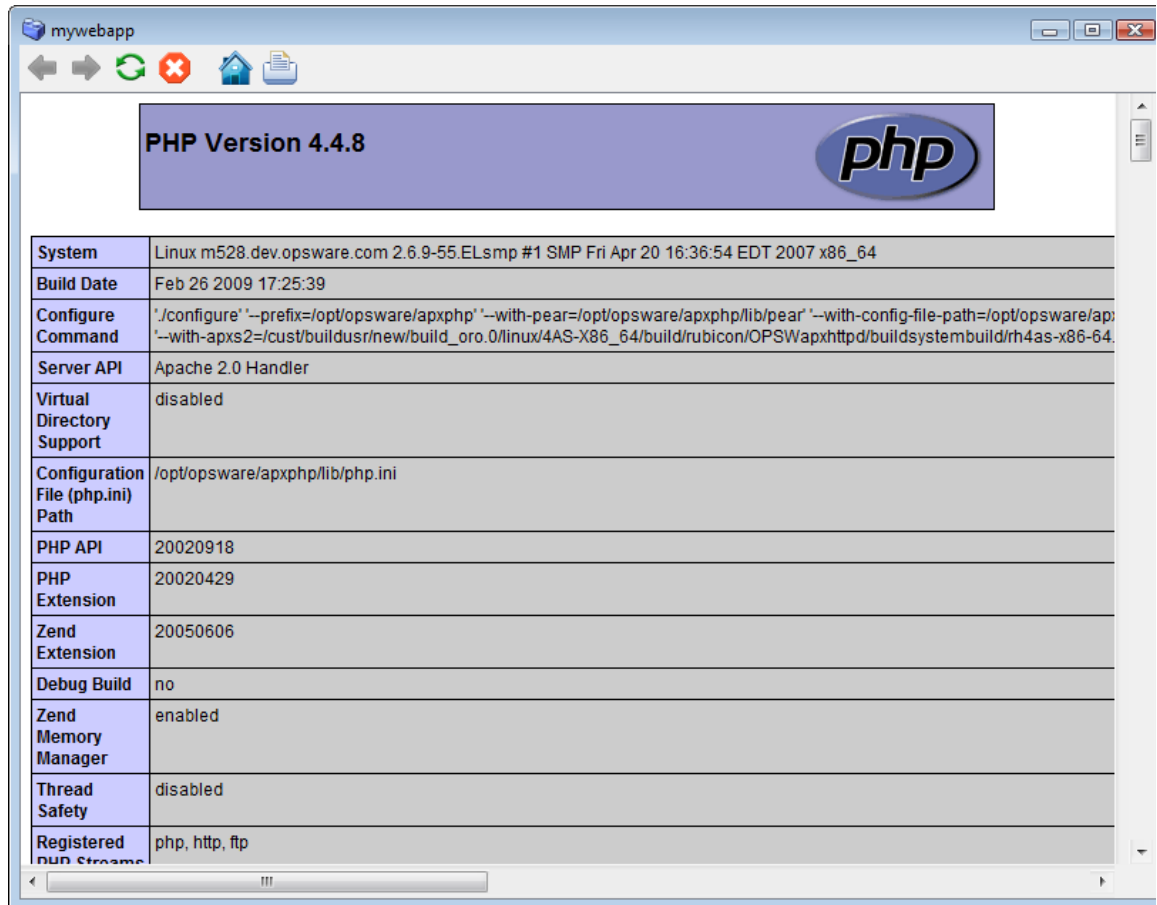 mywebapp
PHP Version 4.4.8
php
System Linux m528.dev.opsware.com 2.6.9-55.ELsmp #1 SMP Fri Apr 20 16:36:54 EDT 2007 x86_64
Build Date Feb 26 2009 17:25:39
Configure './configure' '--prefix=/opt/opsware/apxphp' '--with-pear=/opt/opsware/apxphp/lib/pear' '--with-config-file-path=/opt/opsware/apx
Command '--with-apxs2=/cust/buildusr/new/build_oro.0/linux/4AS-X86_64/build/rubicon/OPSWapxhttpd/buildsystembuild/rh4as-x86-64.
Server API Apache 2.0 Handler
Virtual disabled
Directory
Support
Configuration /opt/opsware/apxphp/lib/php.ini
File (php.ini)
Path
PHP API 20020918
PHP 20020429
Extension
Zend 20050606
Extension
Debug Build no
Zend enabled
Memory
Manager
Thread disabled
Safety
Registered php, http, ftp
PHP Streams